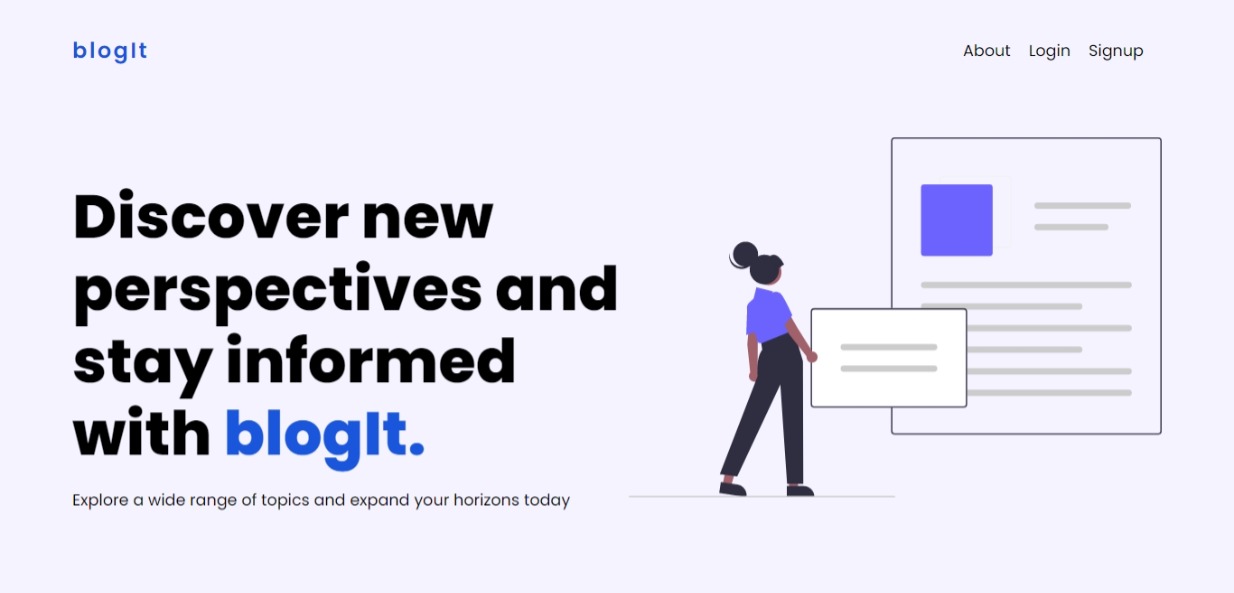 blogIt
About Login Signup
Discover new
perspectives and
stay informed
with blogIt.
Explore a wide range of topics and expand your horizons today